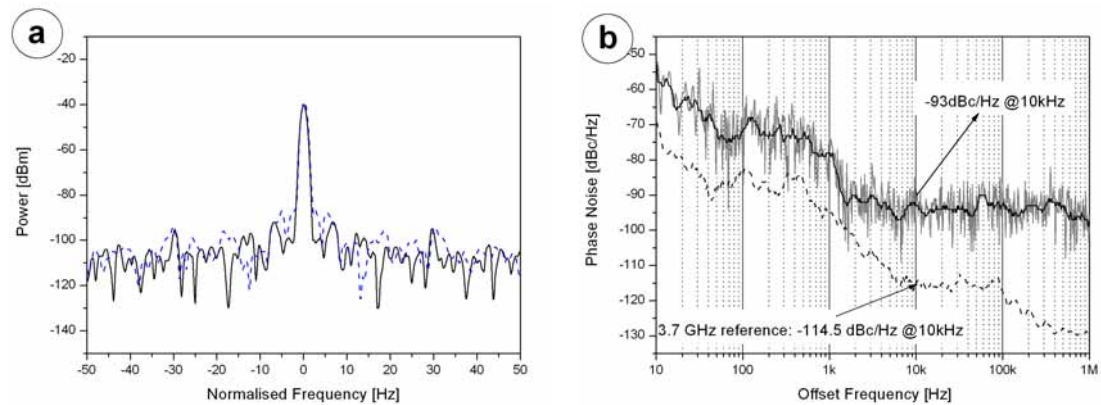 a
-20
-40
-60
-80
-100
-120
-140
Power [dBm]
-50 -40 -30 -20 -10 0 10 20 30 40 50
Normalised Frequency [Hz]
b
-50
-60
-70
-80
-90
-100
-110
-120
-130
Phase Noise [dBc/Hz]
-93dBc/Hz @10kHz
3.7 GHz reference: -114.5 dBc/Hz @10kHz
10 100 1k 10k 100k 1M
Offset Frequency [Hz]